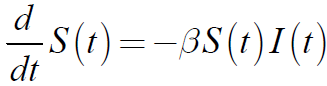 d/dt S(t) = −βS(t)I(t)